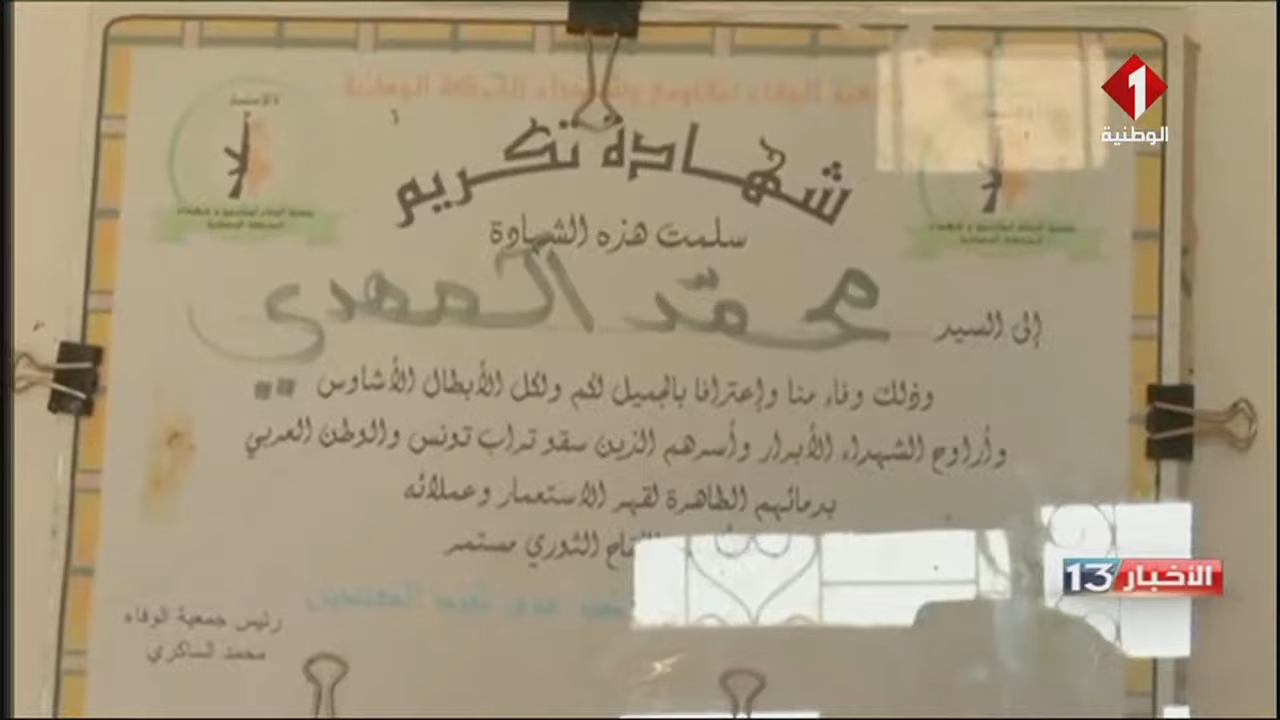 1
الوطنية
شهادة تكريم
سلمت هذه الشهادة
إلى السيد محمد المهدي
وذلك وفاء منا وإعترافا بالجميل لكم ولكل الأبطال الأشاوس
وأرواح الشهداء الأبرار وأسرهم الذين سقو تراب تونس والوطن العربي
بدمائهم الطاهرة لقهر الاستعمار وعملائه
الثوري مستمر
رئيس جمعية الوفاء
محمد الساكري
الأخبار 13